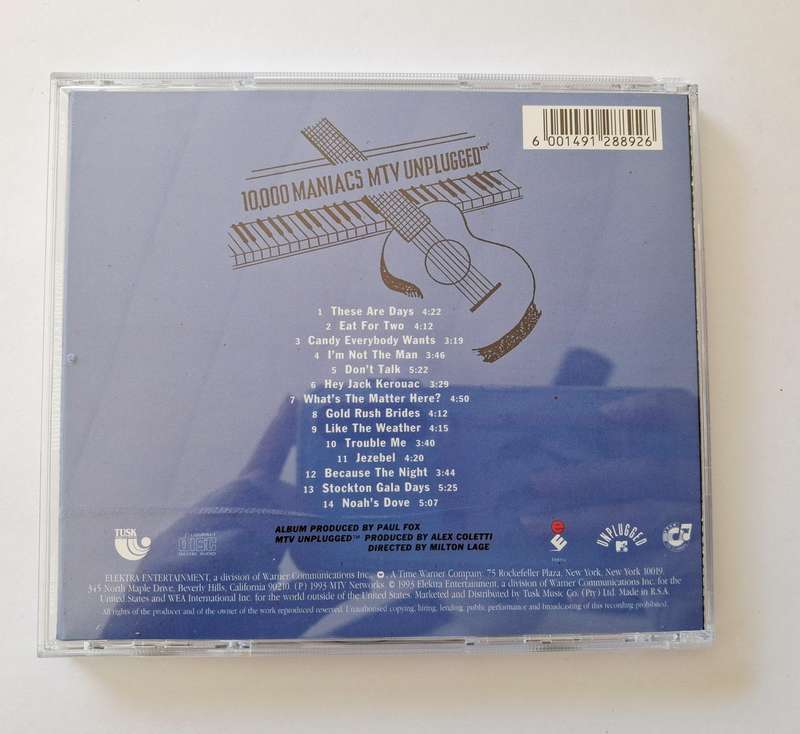 6 001491 288926
10,000 MANIACS MTV UNPLUGGED™
1 These Are Days 4:22
2 Eat For Two 4:12
3 Candy Everybody Wants 3:19
4 I'm Not The Man 3:46
5 Don't Talk 5:22
6 Hey Jack Kerouac 3:29
7 What's The Matter Here? 4:50
8 Gold Rush Brides 4:12
9 Like The Weather 4:15
10 Trouble Me 3:40
11 Jezebel 4:20
12 Because The Night 3:44
13 Stockton Gala Days 5:25
14 Noah's Dove 5:07
ALBUM PRODUCED BY PAUL FOX
MTV UNPLUGGED™ PRODUCED BY ALEX COLETTI
DIRECTED BY MILTON LAGE
TUSK
COMPACT
disc
DIGITAL AUDIO
UNPLUGGED
ELEKTRA ENTERTAINMENT, a division of Warner Communications Inc., A Time Warner Company. 75 Rockefeller Plaza, New York, New York 10019.
345 North Maple Drive, Beverly Hills, California 90210. (P) 1993 MTV Networks © 1993 Elektra Entertainment, a division of Warner Communications Inc. for the
United States and WEA International Inc. for the world outside of the United States. Marketed and Distributed by Tusk Music Co. (Pty) Ltd. Made in R.S.A.
All rights of the producer and of the owner of the work reproduced reserved. Unauthorised copying, hiring, lending, public performance and broadcasting of this recording prohibited.